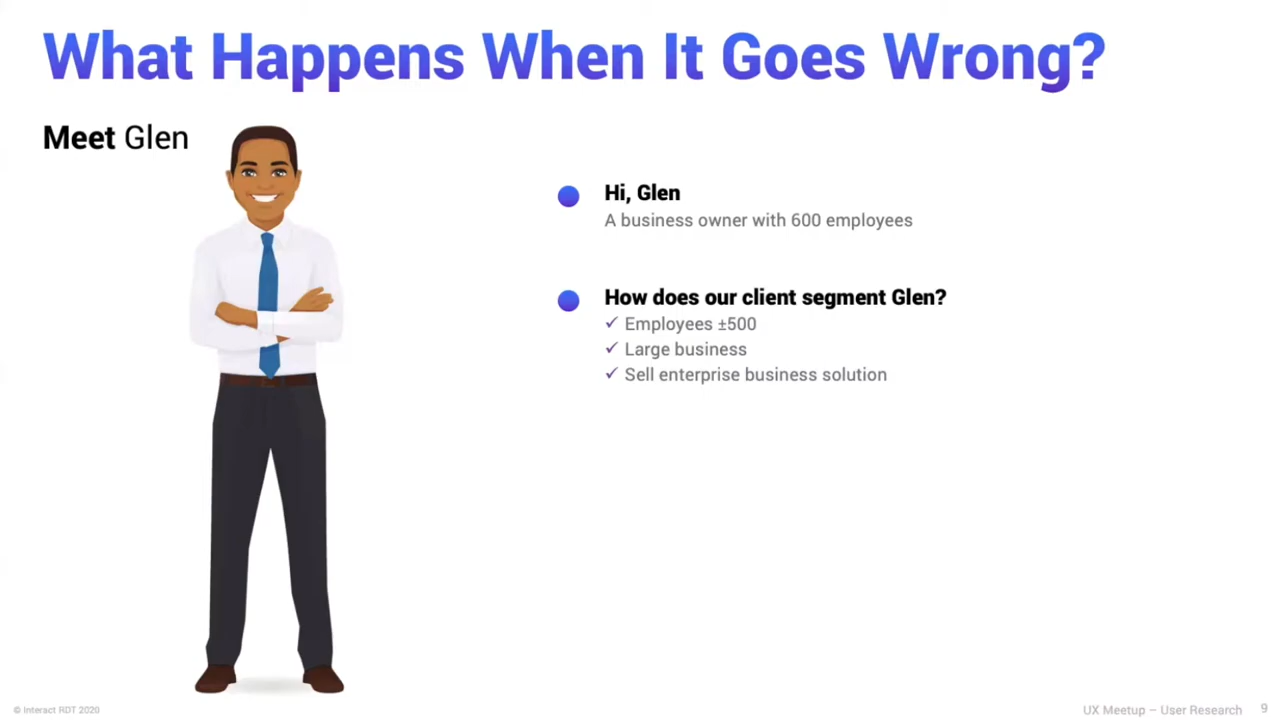 What Happens When It Goes Wrong?
Meet Glen
Hi, Glen
A business owner with 600 employees
How does our client segment Glen?
✓ Employees ±500
✓ Large business
✓ Sell enterprise business solution
© Interact RDT 2020
UX Meetup – User Research 9